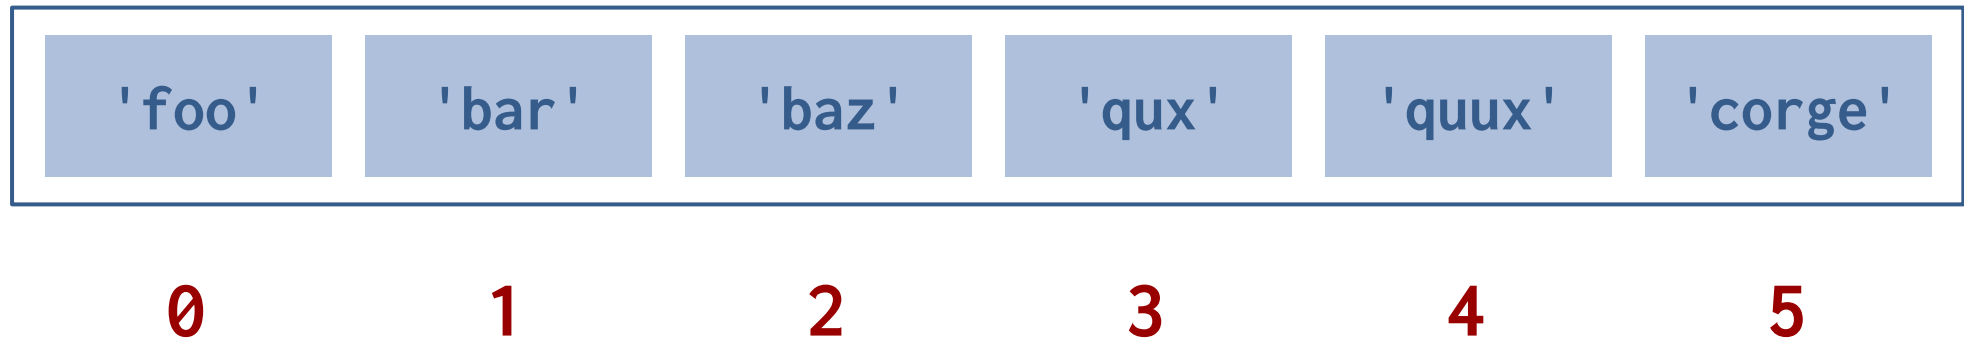 'foo' 'bar' 'baz' 'qux' 'quux' 'corge'
0 1 2 3 4 5